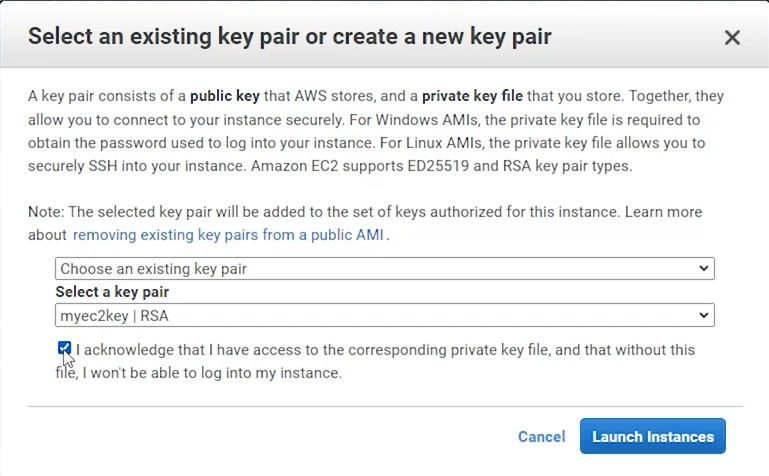 Select an existing key pair or create a new key pair
A key pair consists of a public key that AWS stores, and a private key file that you store. Together, they
allow you to connect to your instance securely. For Windows AMIs, the private key file is required to
obtain the password used to log into your instance. For Linux AMIs, the private key file allows you to
securely SSH into your instance. Amazon EC2 supports ED25519 and RSA key pair types.
Note: The selected key pair will be added to the set of keys authorized for this instance. Learn more
about removing existing key pairs from a public AMI .
Choose an existing key pair
Select a key pair
myec2key | RSA
I acknowledge that I have access to the corresponding private key file, and that without this
file, I won't be able to log into my instance.
Cancel
Launch Instances